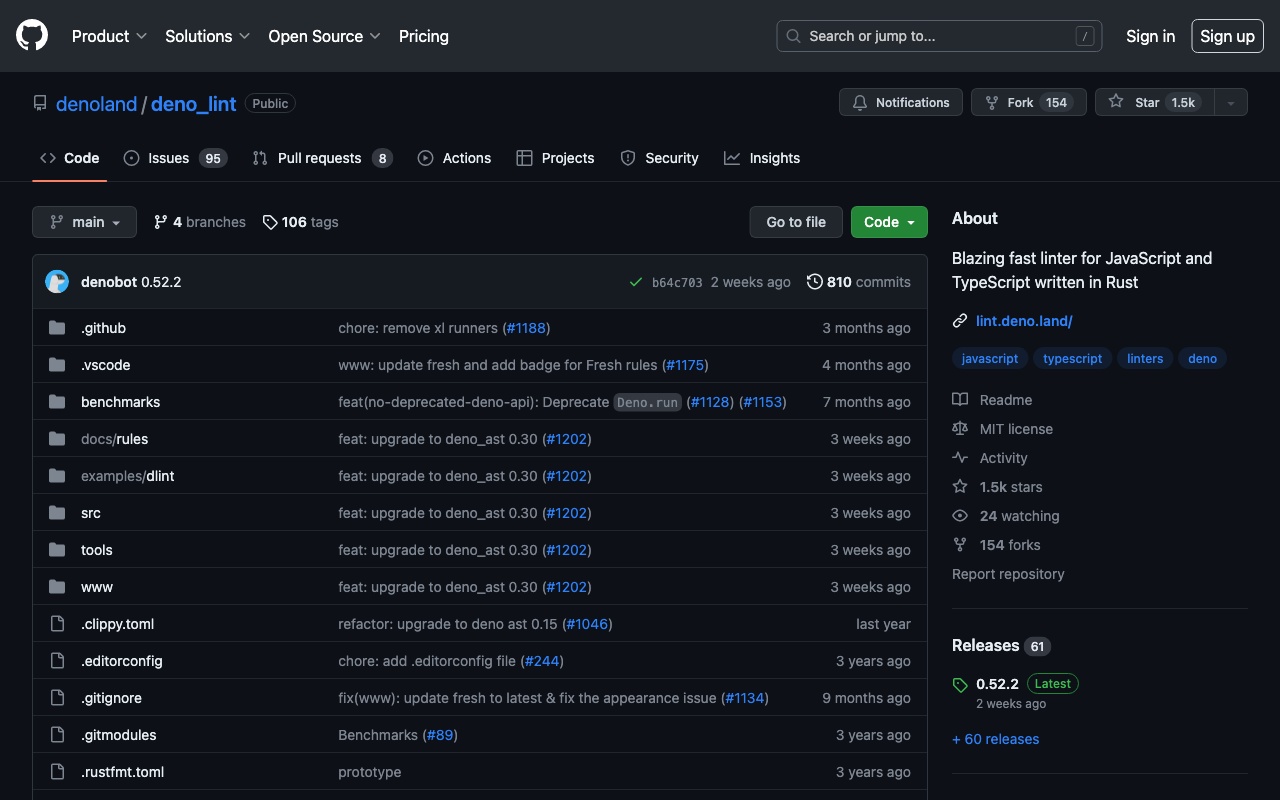 Product Solutions Open Source Pricing Search or jump to... / Sign in Sign up
denoland / deno_lint Public Notifications Fork 154 Star 1.5k
Code Issues 95 Pull requests 8 Actions Projects Security Insights
main 4 branches 106 tags Go to file Code
denobot 0.52.2 b64c703 2 weeks ago 810 commits
.github chore: remove xl runners (#1188) 3 months ago
.vscode www: update fresh and add badge for Fresh rules (#1175) 4 months ago
benchmarks feat(no-deprecated-deno-api): Deprecate Deno.run (#1128) (#1153) 7 months ago
docs/rules feat: upgrade to deno_ast 0.30 (#1202) 3 weeks ago
examples/dlint feat: upgrade to deno_ast 0.30 (#1202) 3 weeks ago
src feat: upgrade to deno_ast 0.30 (#1202) 3 weeks ago
tools feat: upgrade to deno_ast 0.30 (#1202) 3 weeks ago
www feat: upgrade to deno_ast 0.30 (#1202) 3 weeks ago
.clippy.toml refactor: upgrade to deno ast 0.15 (#1046) last year
.editorconfig chore: add .editorconfig file (#244) 3 years ago
.gitignore fix(www): update fresh to latest & fix the appearance issue (#1134) 9 months ago
.gitmodules Benchmarks (#89) 3 years ago
.rustfmt.toml prototype 3 years ago
About
Blazing fast linter for JavaScript and
TypeScript written in Rust
lint.deno.land/
javascript typescript linters deno
Readme
MIT license
Activity
1.5k stars
24 watching
154 forks
Report repository
Releases 61
0.52.2 Latest
2 weeks ago
+ 60 releases